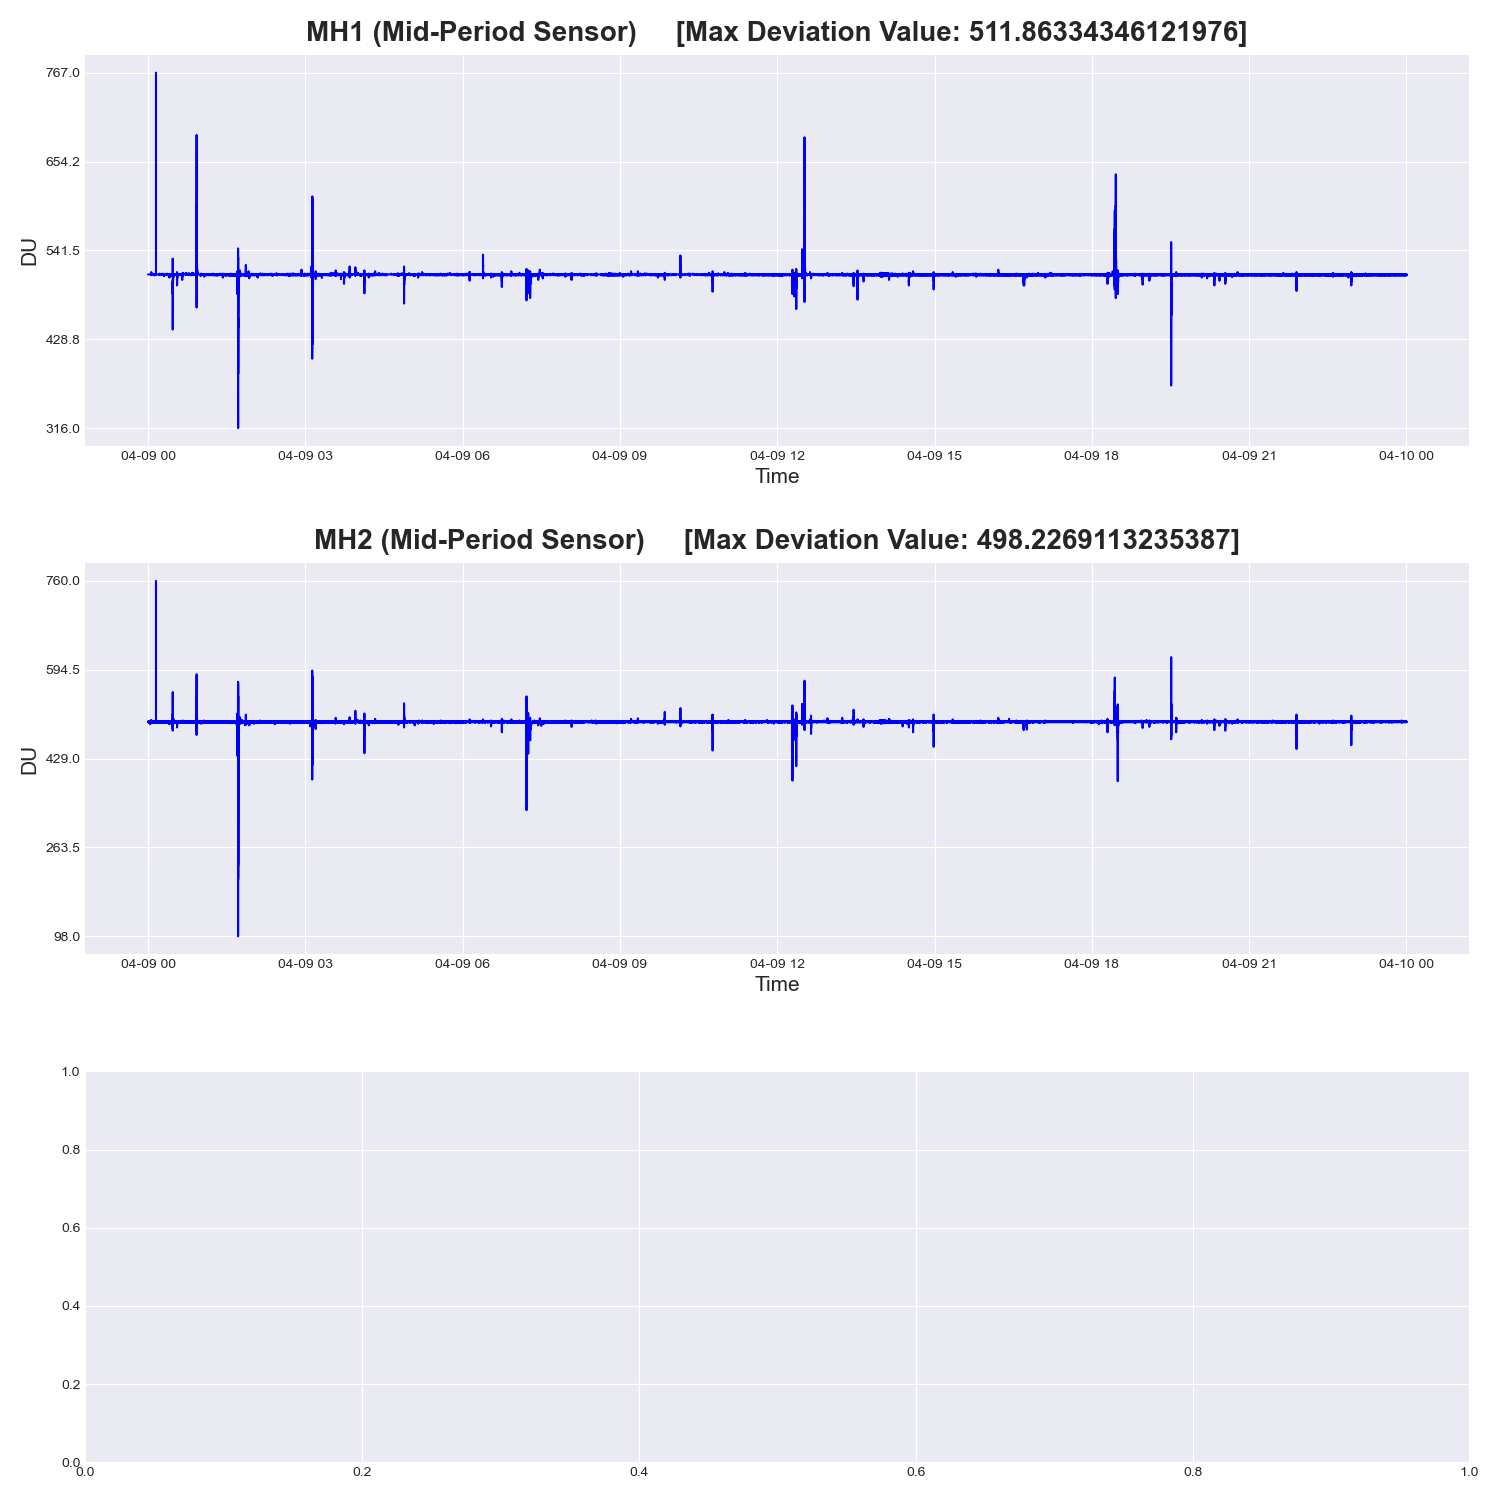 MH1 (Mid-Period Sensor) [Max Deviation Value: 511.86334346121976]
767.0
654.2
541.5
428.8
316.0
DU
04-09 00 04-09 03 04-09 06 04-09 09 04-09 12 04-09 15 04-09 18 04-09 21 04-10 00
Time
MH2 (Mid-Period Sensor) [Max Deviation Value: 498.2269113235387]
760.0
594.5
429.0
263.5
98.0
DU
04-09 00 04-09 03 04-09 06 04-09 09 04-09 12 04-09 15 04-09 18 04-09 21 04-10 00
Time
1.0
0.8
0.6
0.4
0.2
0.0
0.0 0.2 0.4 0.6 0.8 1.0